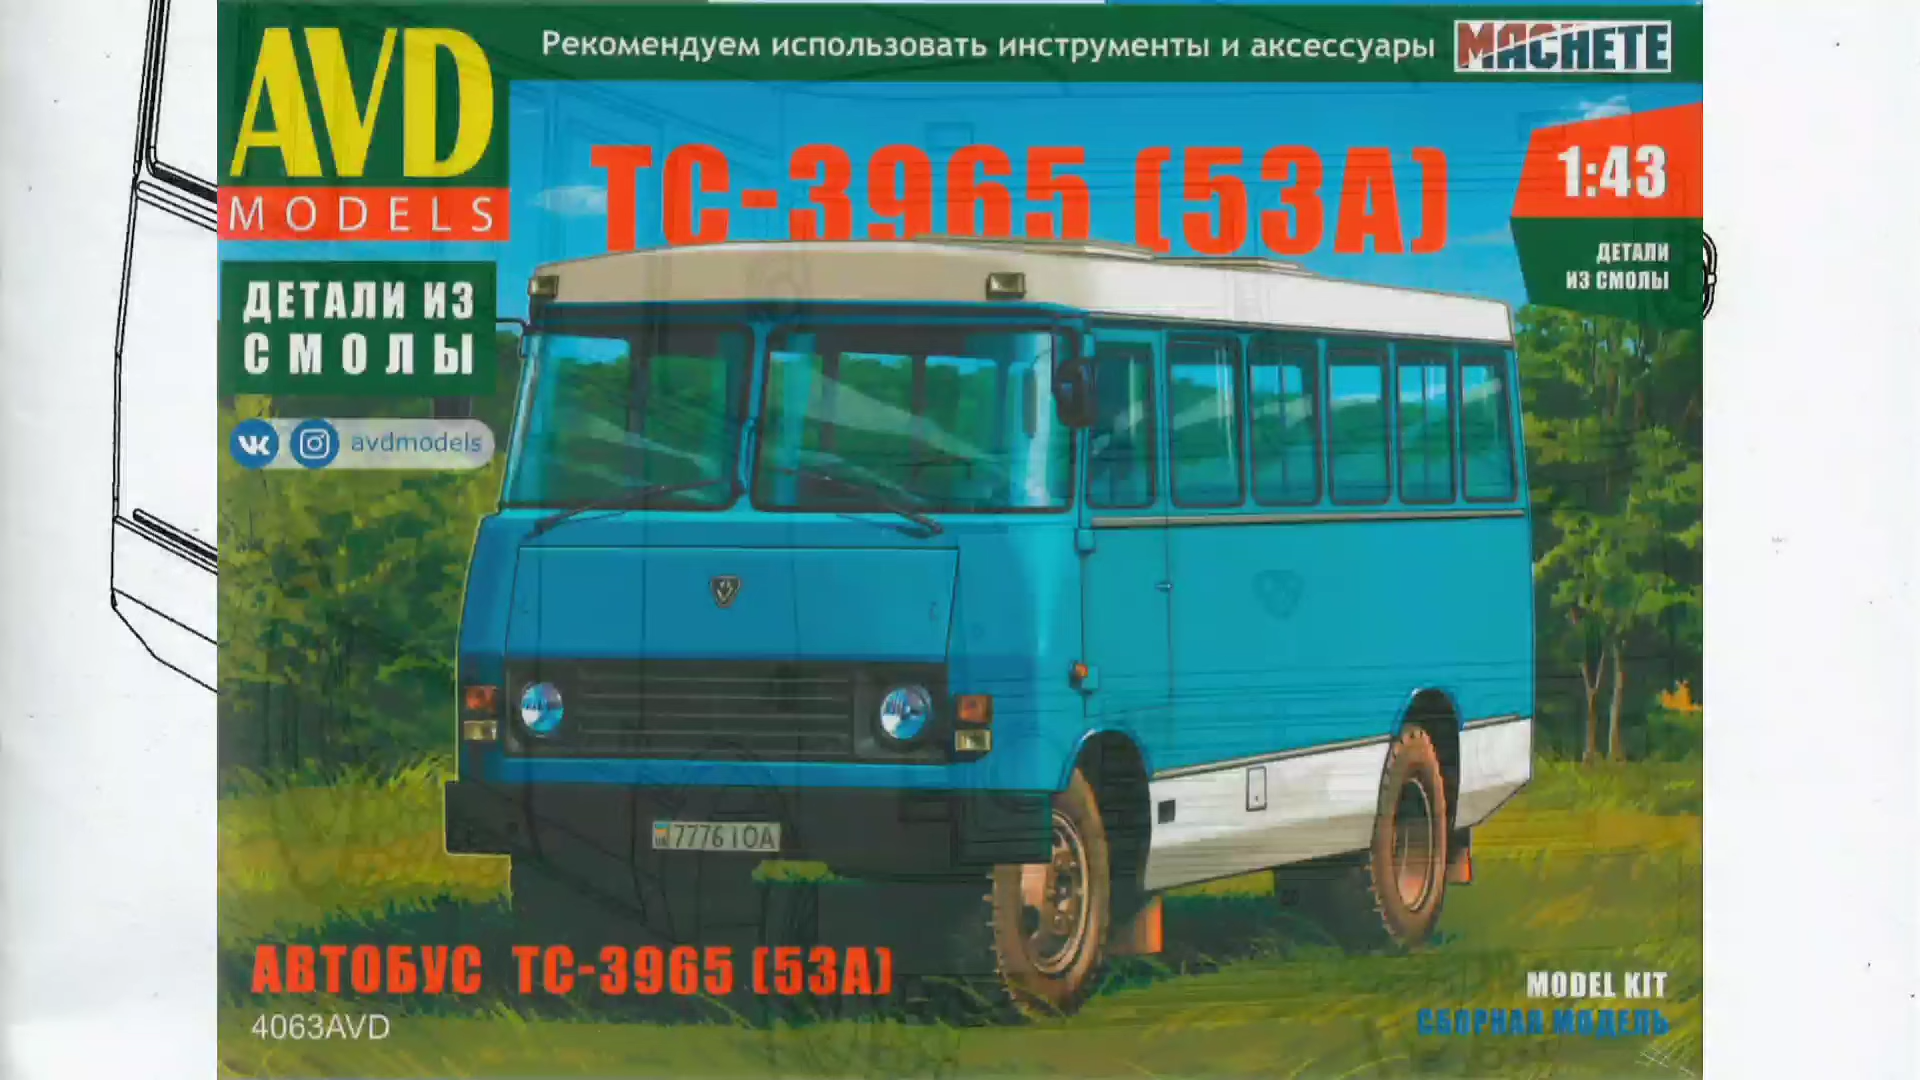 Рекомендуем использовать инструменты и аксессуары MACHETE
AVD
MODELS
ТС-3965 (53А)
1:43
ДЕТАЛИ
ИЗ СМОЛЫ
ДЕТАЛИ ИЗ
СМОЛЫ
avdmodels
7776 ІОА
АВТОБУС ТС-3965 (53А)
4063AVD
MODEL KIT
СБОРНАЯ МОДЕЛЬ